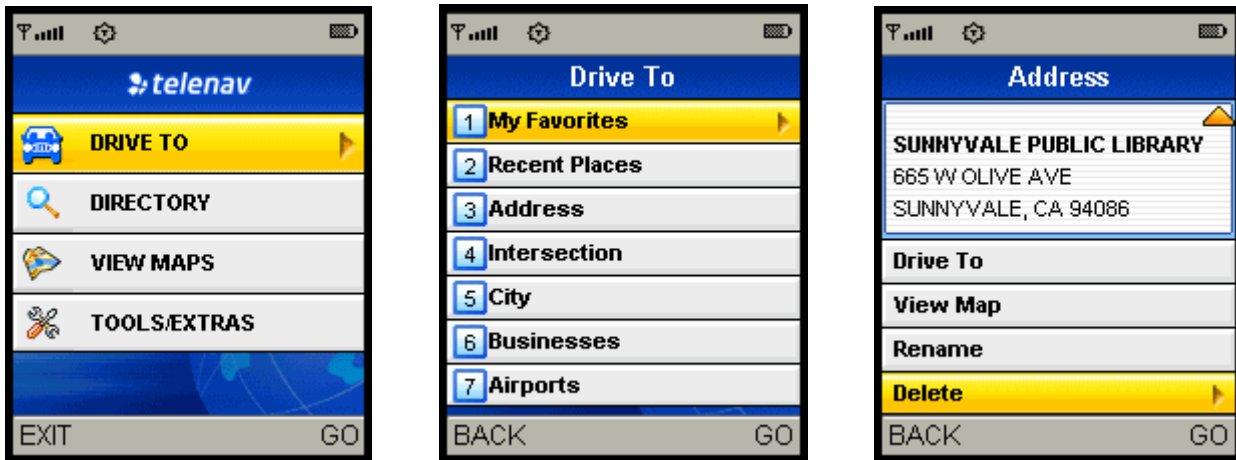 telenav
DRIVE TO
DIRECTORY
VIEW MAPS
TOOLS/EXTRAS
EXIT GO
Drive To
1 My Favorites
2 Recent Places
3 Address
4 Intersection
5 City
6 Businesses
7 Airports
BACK GO
Address
SUNNYVALE PUBLIC LIBRARY
665 W OLIVE AVE
SUNNYVALE, CA 94086
Drive To
View Map
Rename
Delete
BACK GO